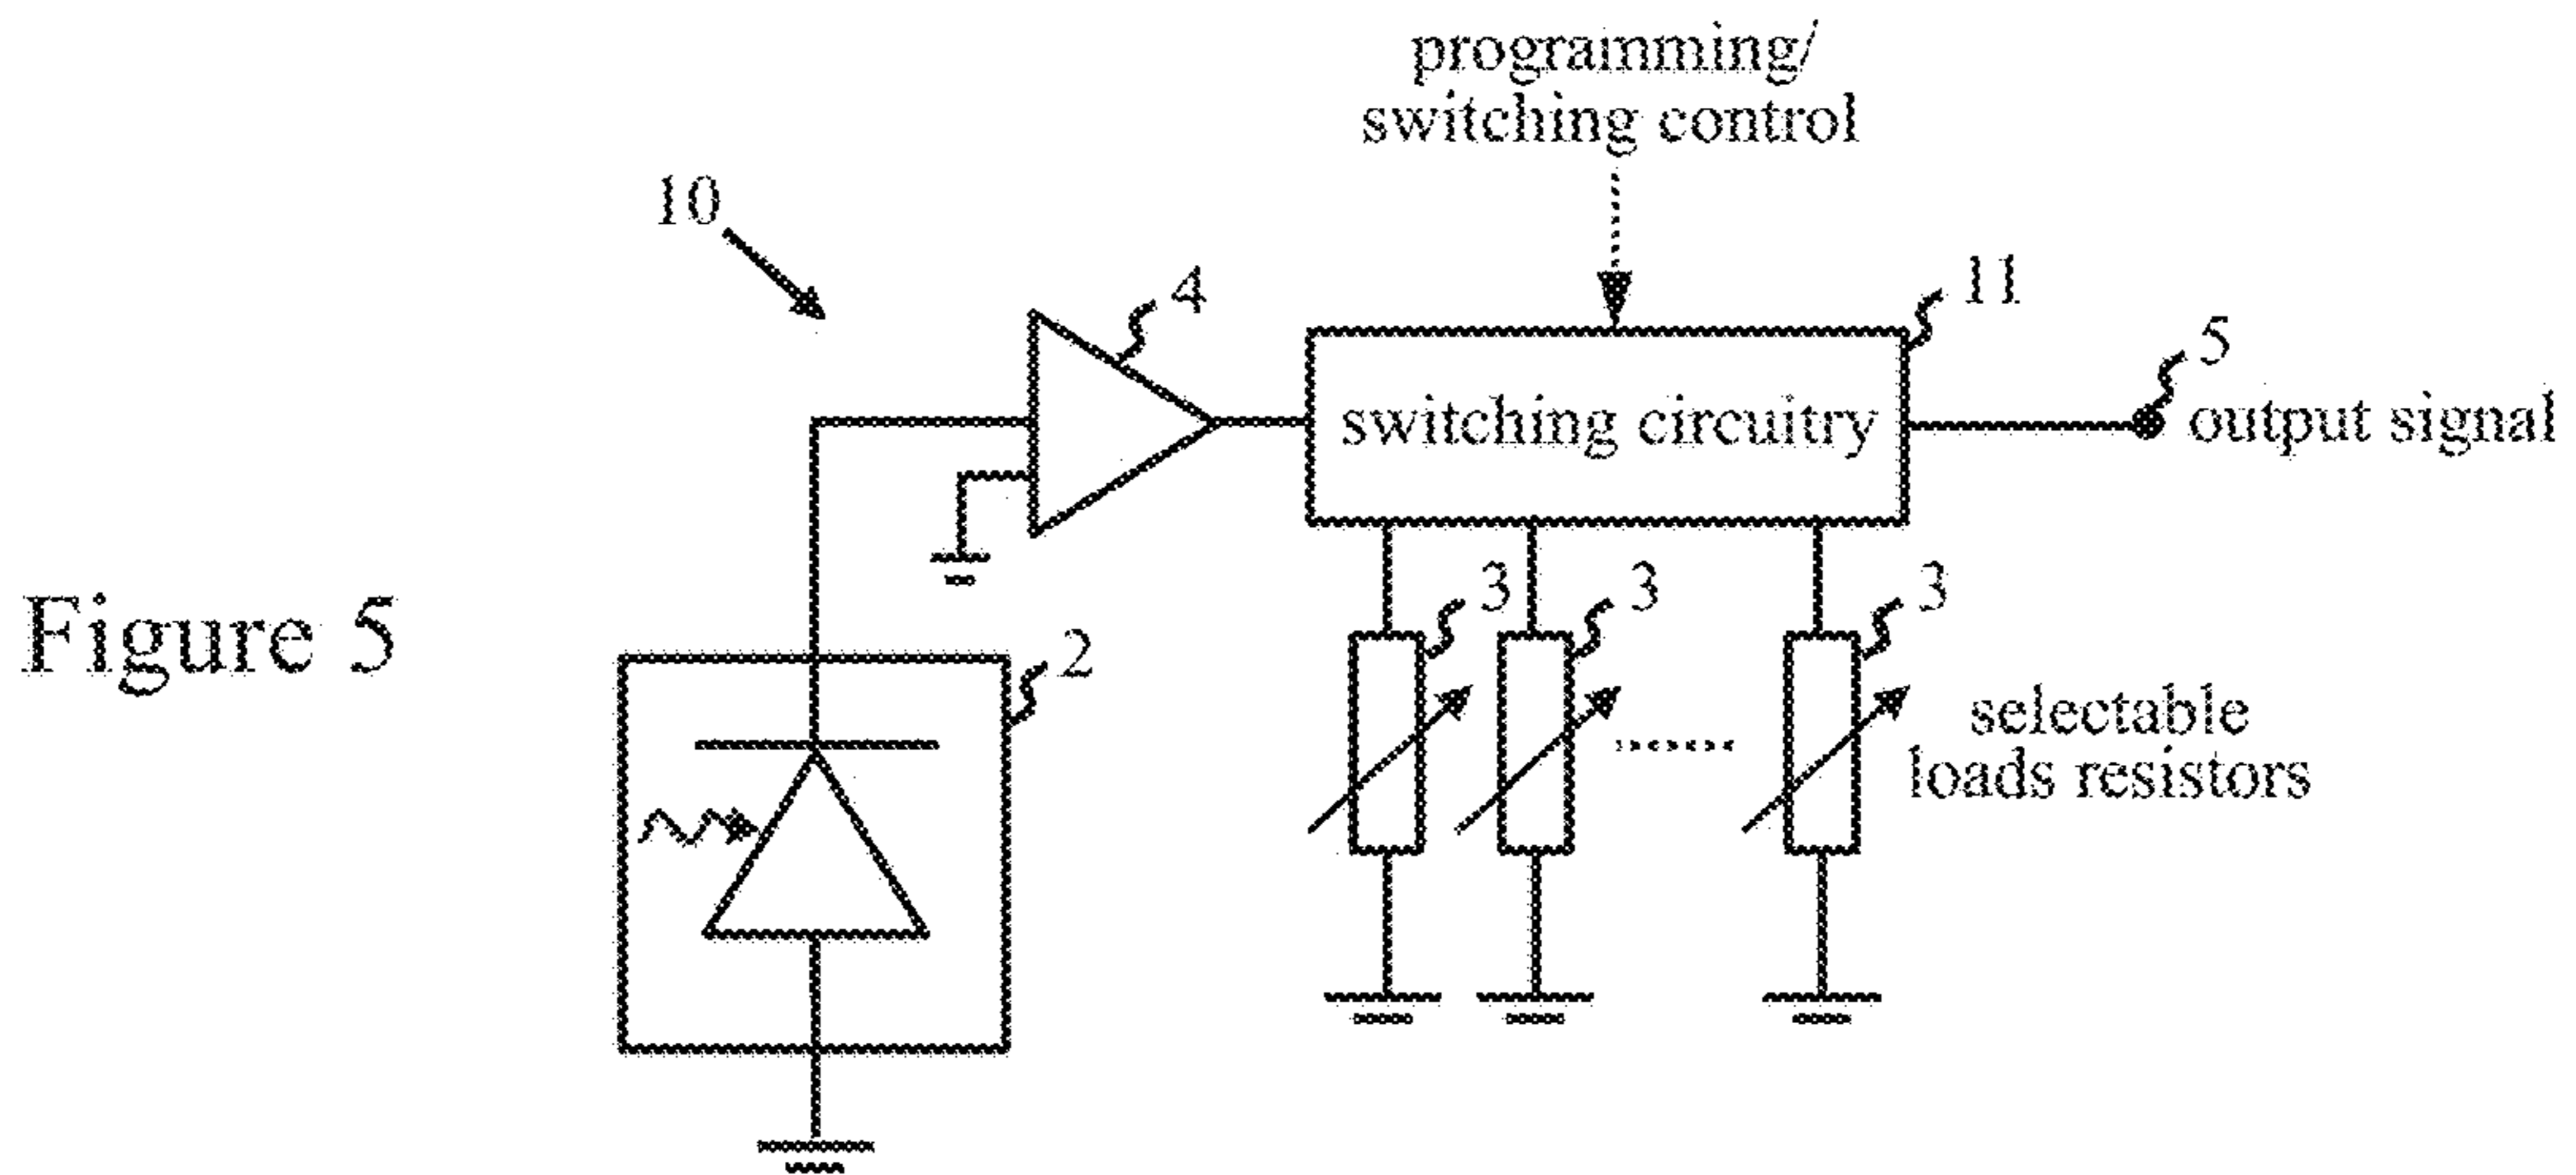 programming/
switching control
10
4
11
5
switching circuitry
output signal
3
3
3
Figure 5
2
selectable
loads resistors